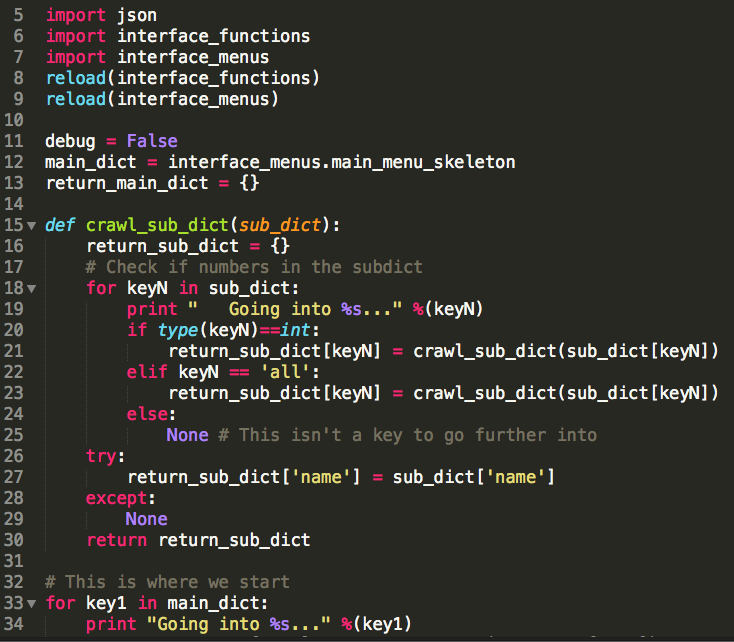 5 import json
6 import interface_functions
7 import interface_menus
8 reload(interface_functions)
9 reload(interface_menus)
10
11 debug = False
12 main_dict = interface_menus.main_menu_skeleton
13 return_main_dict = {}
14
15 def crawl_sub_dict(sub_dict):
16     return_sub_dict = {}
17     # Check if numbers in the subdict
18     for keyN in sub_dict:
19         print "   Going into %s..." %(keyN)
20         if type(keyN)==int:
21             return_sub_dict[keyN] = crawl_sub_dict(sub_dict[keyN])
22         elif keyN == 'all':
23             return_sub_dict[keyN] = crawl_sub_dict(sub_dict[keyN])
24         else:
25             None # This isn't a key to go further into
26     try:
27         return_sub_dict['name'] = sub_dict['name']
28     except:
29         None
30     return return_sub_dict
31
32 # This is where we start
33 for key1 in main_dict:
34     print "Going into %s..." %(key1)